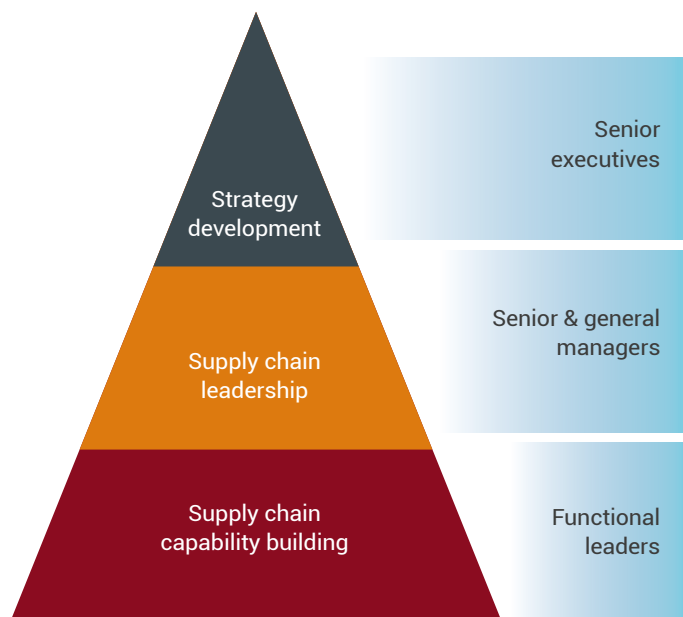 Strategy
development
Senior
executives
Supply chain
leadership
Senior & general
managers
Supply chain
capability building
Functional
leaders